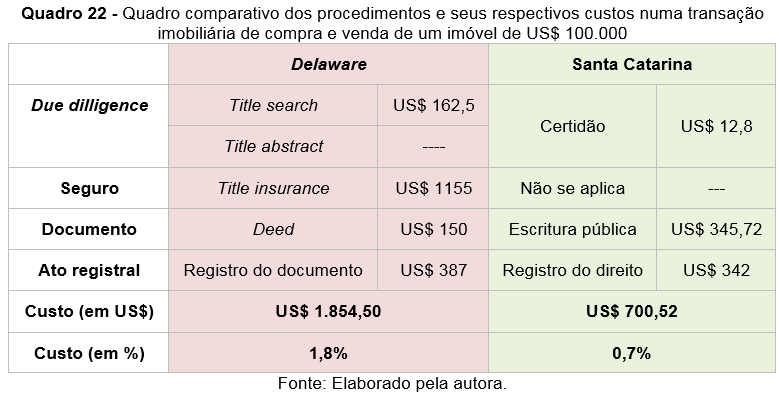 Quadro 22 - Quadro comparativo dos procedimentos e seus respectivos custos numa transação
imobiliária de compra e venda de um imóvel de US$ 100.000
Delaware Santa Catarina
Due dilligence Title search US$ 162,5
Certidão US$ 12,8
Title abstract ----
Seguro Title insurance US$ 1155 Não se aplica ---
Documento Deed US$ 150 Escritura pública US$ 345,72
Ato registral Registro do documento US$ 387 Registro do direito US$ 342
Custo (em US$) US$ 1.854,50 US$ 700,52
Custo (em %) 1,8% 0,7%
Fonte: Elaborado pela autora.